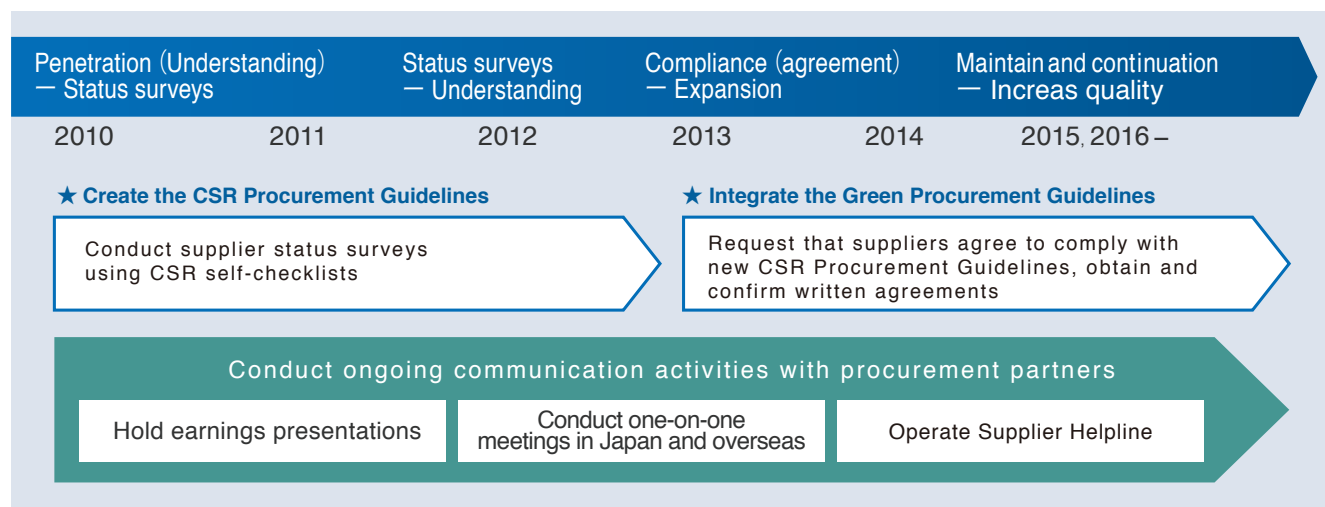 Penetration (Understanding)
— Status surveys
Status surveys
— Understanding
Compliance (agreement)
— Expansion
Maintain and continuation
— Increas quality
2010 2011 2012 2013 2014 2015, 2016 –
★ Create the CSR Procurement Guidelines
Conduct supplier status surveys
using CSR self-checklists
★ Integrate the Green Procurement Guidelines
Request that suppliers agree to comply with
new CSR Procurement Guidelines, obtain and
confirm written agreements
Conduct ongoing communication activities with procurement partners
Hold earnings presentations
Conduct one-on-one
meetings in Japan and overseas
Operate Supplier Helpline